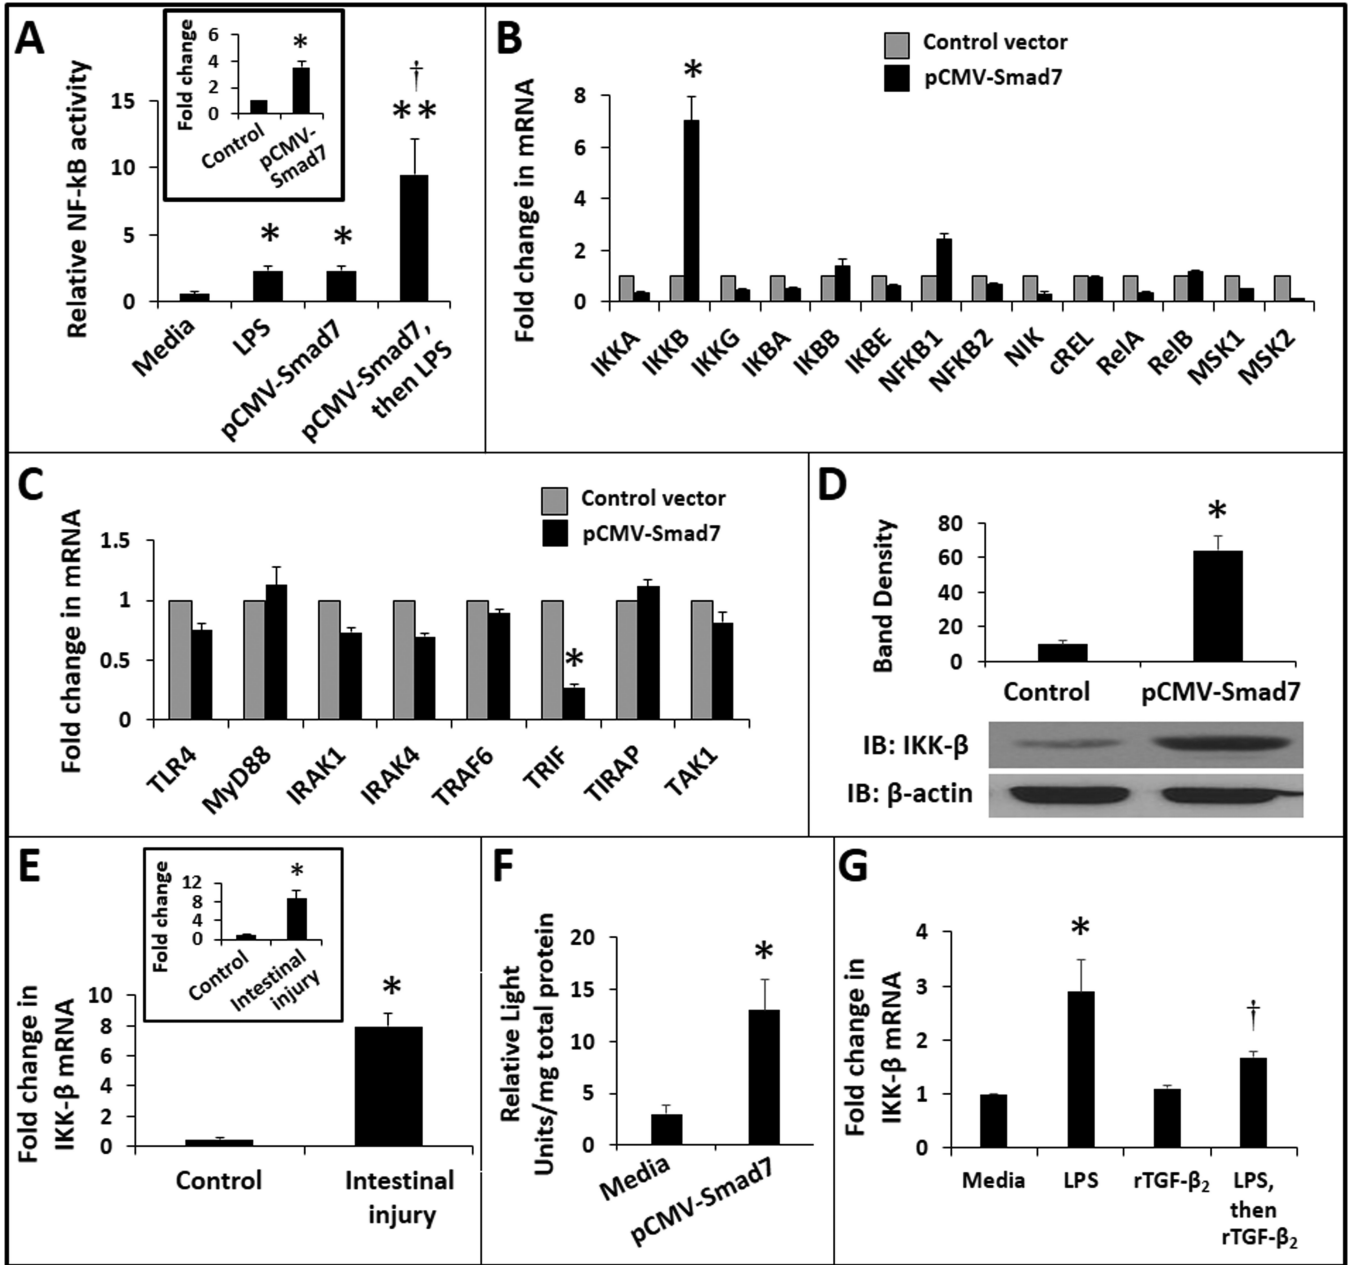 A
Fold change
6
4
2
0
*
Control
pCMV-
Smad7
Relative NF-kB activity
15
10
5
0
*
*
†
**
Media
LPS
pCMV-Smad7
pCMV-Smad7,
then LPS
B
Control vector
pCMV-Smad7
Fold change in mRNA
8
6
4
2
0
*
IKKA
IKKB
IKKG
IKBA
IKBB
IKBE
NFKB1
NFKB2
NIK
cREL
RelA
RelB
MSK1
MSK2
C
Control vector
pCMV-Smad7
Fold change in mRNA
1.5
1
0.5
0
*
TLR4
MyD88
IRAK1
IRAK4
TRAF6
TRIF
TIRAP
TAK1
D
Band Density
80
60
40
20
0
*
Control
pCMV-Smad7
IB: IKK-β
IB: β-actin
E
Fold change
12
8
4
0
*
Control
Intestinal
injury
Fold change in
IKK-β mRNA
10
8
6
4
2
0
*
Control
Intestinal
injury
F
Relative Light
Units/mg total protein
20
15
10
5
0
*
Media
pCMV-Smad7
G
Fold change in
IKK-β mRNA
4
3
2
1
0
*
†
Media
LPS
rTGF-β₂
LPS,
then
rTGF-β₂